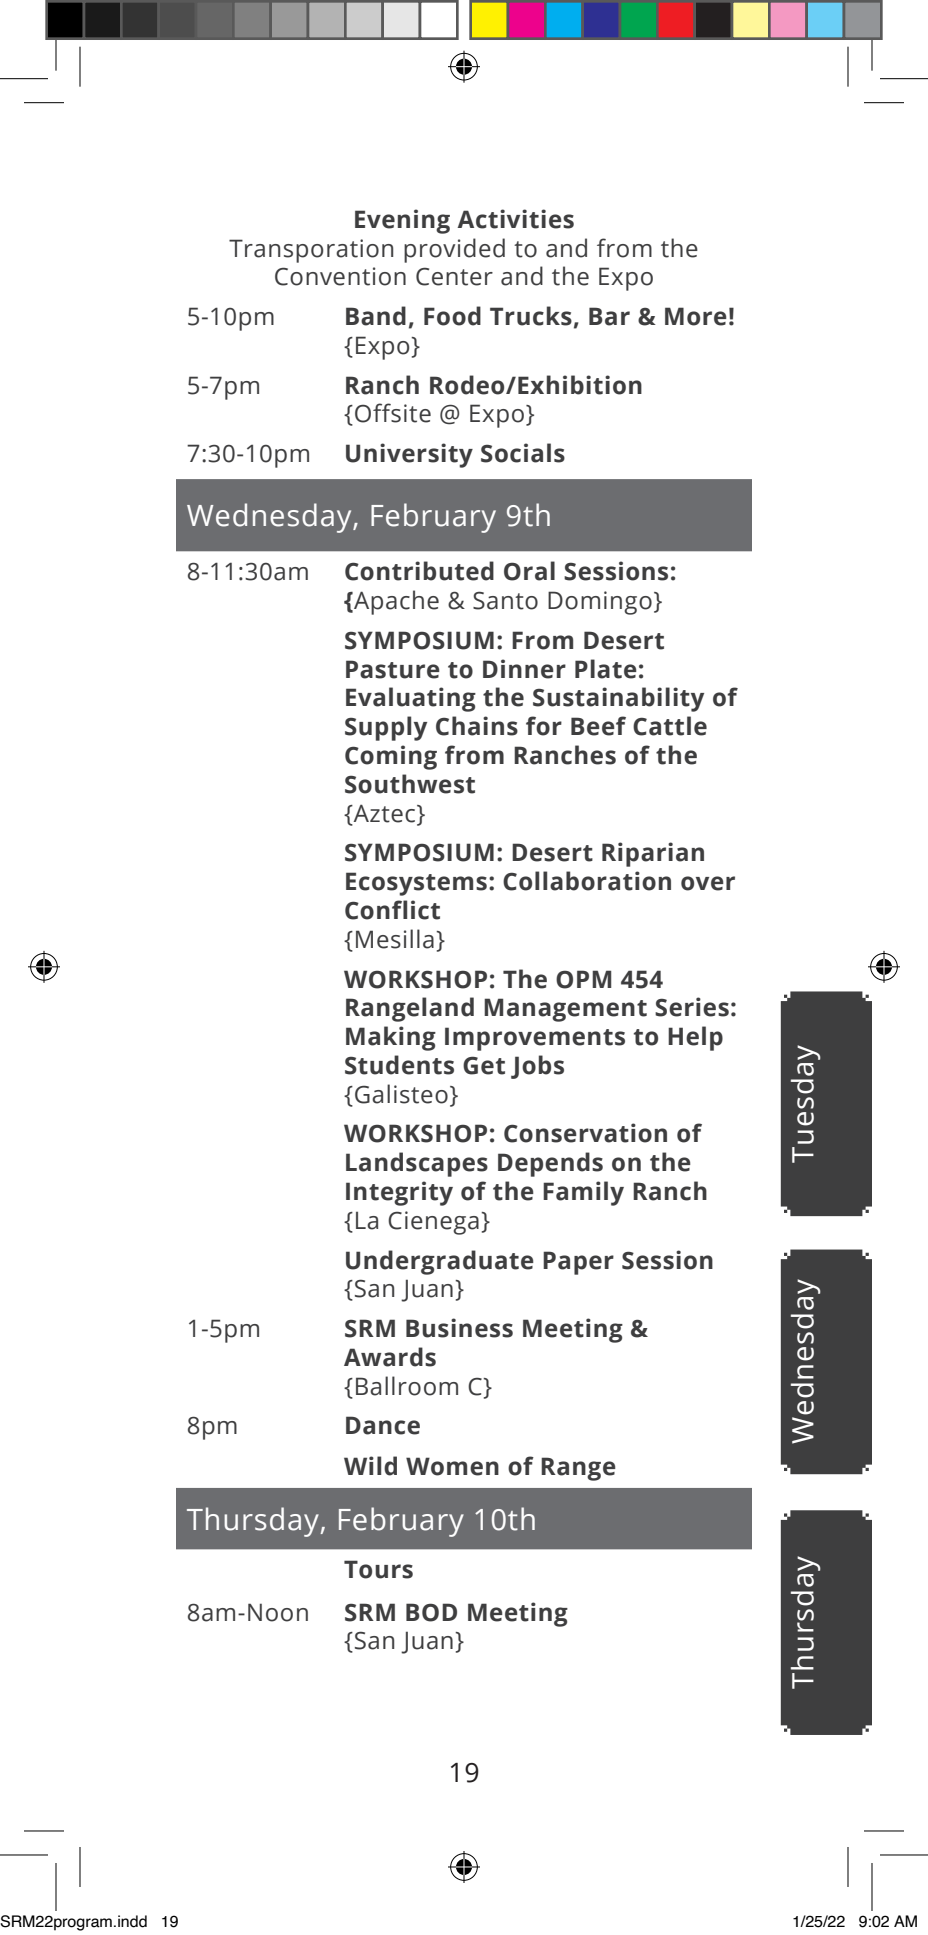 Evening Activities
Transporation provided to and from the
Convention Center and the Expo
5-10pm Band, Food Trucks, Bar & More!
{Expo}
5-7pm Ranch Rodeo/Exhibition
{Offsite @ Expo}
7:30-10pm University Socials
Wednesday, February 9th
8-11:30am Contributed Oral Sessions:
{Apache & Santo Domingo}
SYMPOSIUM: From Desert
Pasture to Dinner Plate:
Evaluating the Sustainability of
Supply Chains for Beef Cattle
Coming from Ranches of the
Southwest
{Aztec}
SYMPOSIUM: Desert Riparian
Ecosystems: Collaboration over
Conflict
{Mesilla}
WORKSHOP: The OPM 454
Rangeland Management Series:
Making Improvements to Help
Students Get Jobs
{Galisteo}
WORKSHOP: Conservation of
Landscapes Depends on the
Integrity of the Family Ranch
{La Cienega}
Undergraduate Paper Session
{San Juan}
1-5pm SRM Business Meeting &
Awards
{Ballroom C}
8pm Dance
Wild Women of Range
Thursday, February 10th
Tours
8am-Noon SRM BOD Meeting
{San Juan}
Tuesday
Wednesday
Thursday
19
SRM22program.indd 19 1/25/22 9:02 AM